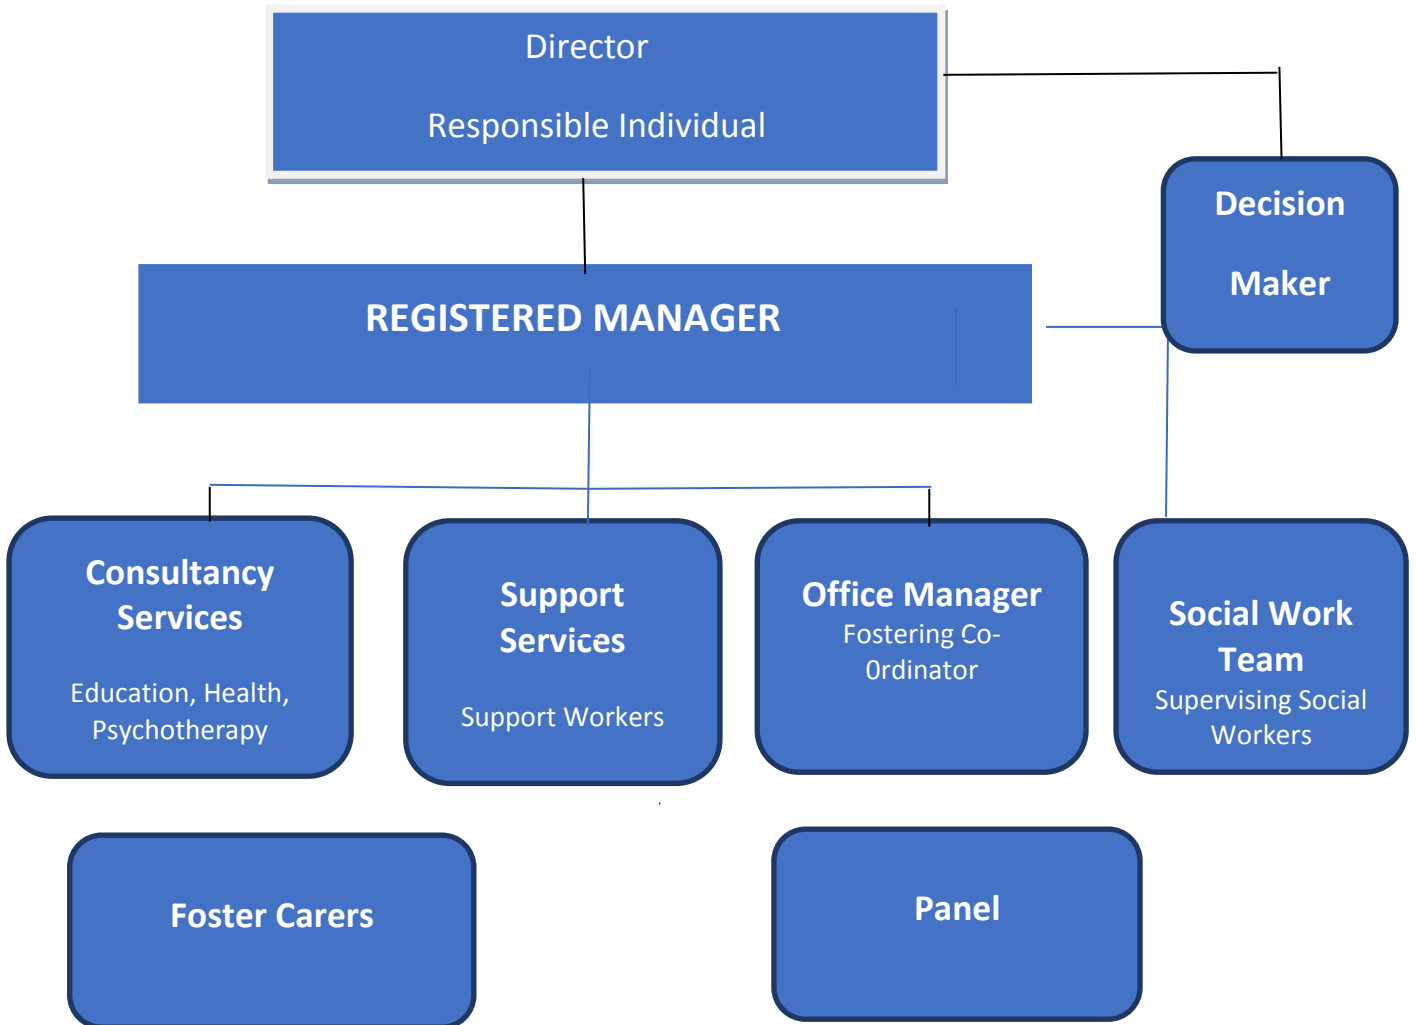 Director
Responsible Individual
Decision
Maker
REGISTERED MANAGER
Consultancy
Services
Education, Health,
Psychotherapy
Support
Services
Support Workers
Office Manager
Fostering Co-
0rdinator
Social Work
Team
Supervising Social
Workers
Foster Carers
Panel